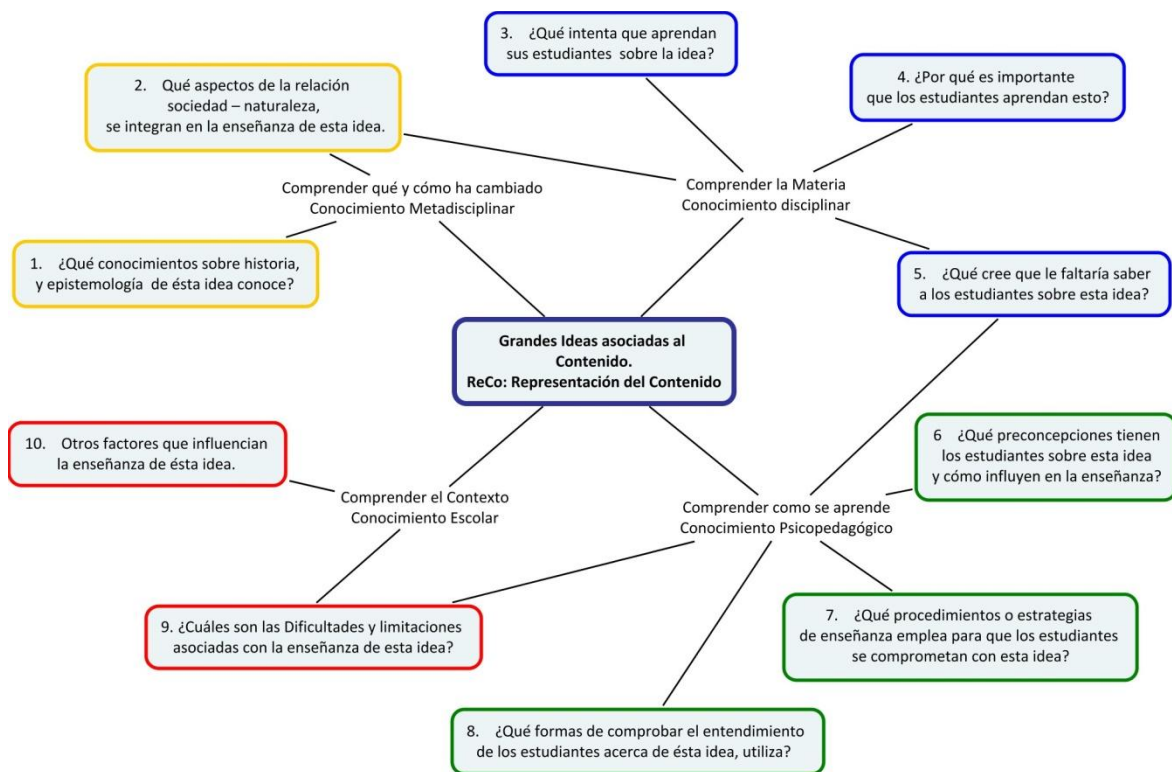 3. ¿Qué intenta que aprendan
sus estudiantes sobre la idea?
2. Qué aspectos de la relación
sociedad – naturaleza,
se integran en la enseñanza de esta idea.
4. ¿Por qué es importante
que los estudiantes aprendan esto?
Comprender qué y cómo ha cambiado
Conocimiento Metadisciplinar
Comprender la Materia
Conocimiento disciplinar
1. ¿Qué conocimientos sobre historia,
y epistemología de ésta idea conoce?
5. ¿Qué cree que le faltaría saber
a los estudiantes sobre esta idea?
Grandes Ideas asociadas al
Contenido.
ReCo: Representación del Contenido
10. Otros factores que influencian
la enseñanza de ésta idea.
6 ¿Qué preconcepciones tienen
los estudiantes sobre esta idea
y cómo influyen en la enseñanza?
Comprender el Contexto
Conocimiento Escolar
Comprender como se aprende
Conocimiento Psicopedagógico
9. ¿Cuáles son las Dificultades y limitaciones
asociadas con la enseñanza de esta idea?
7. ¿Qué procedimientos o estrategias
de enseñanza emplea para que los estudiantes
se comprometan con esta idea?
8. ¿Qué formas de comprobar el entendimiento
de los estudiantes acerca de ésta idea, utiliza?